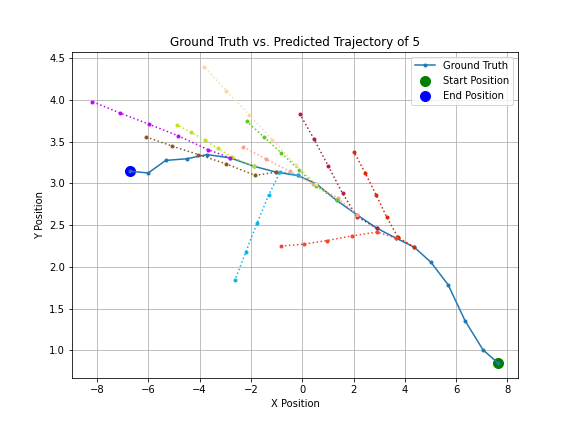 Ground Truth vs. Predicted Trajectory of 5
Ground Truth
Start Position
End Position
Y Position
4.5
4.0
3.5
3.0
2.5
2.0
1.5
1.0
−8 −6 −4 −2 0 2 4 6 8
X Position